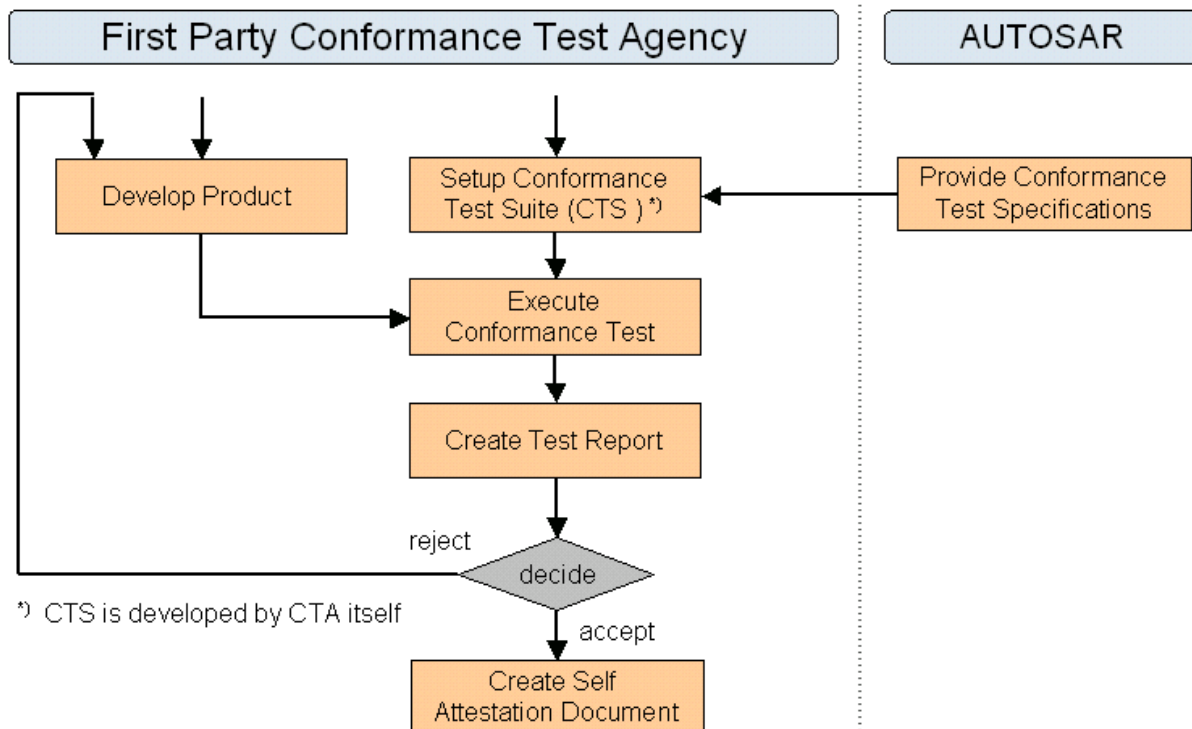 First Party Conformance Test Agency
AUTOSAR
Develop Product
Setup Conformance
Test Suite (CTS ) *)
Provide Conformance
Test Specifications
Execute
Conformance Test
Create Test Report
reject
decide
*) CTS is developed by CTA itself
accept
Create Self
Attestation Document